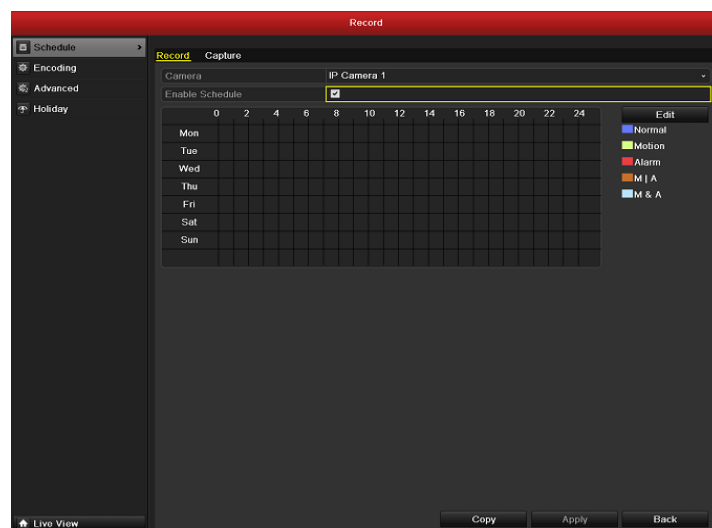 Record
Schedule
Encoding
Advanced
Holiday
Record Capture
Camera IP Camera 1
Enable Schedule
0 2 4 6 8 10 12 14 16 18 20 22 24
Mon
Tue
Wed
Thu
Fri
Sat
Sun
Edit
Normal
Motion
Alarm
M | A
M & A
Live View
Copy Apply Back